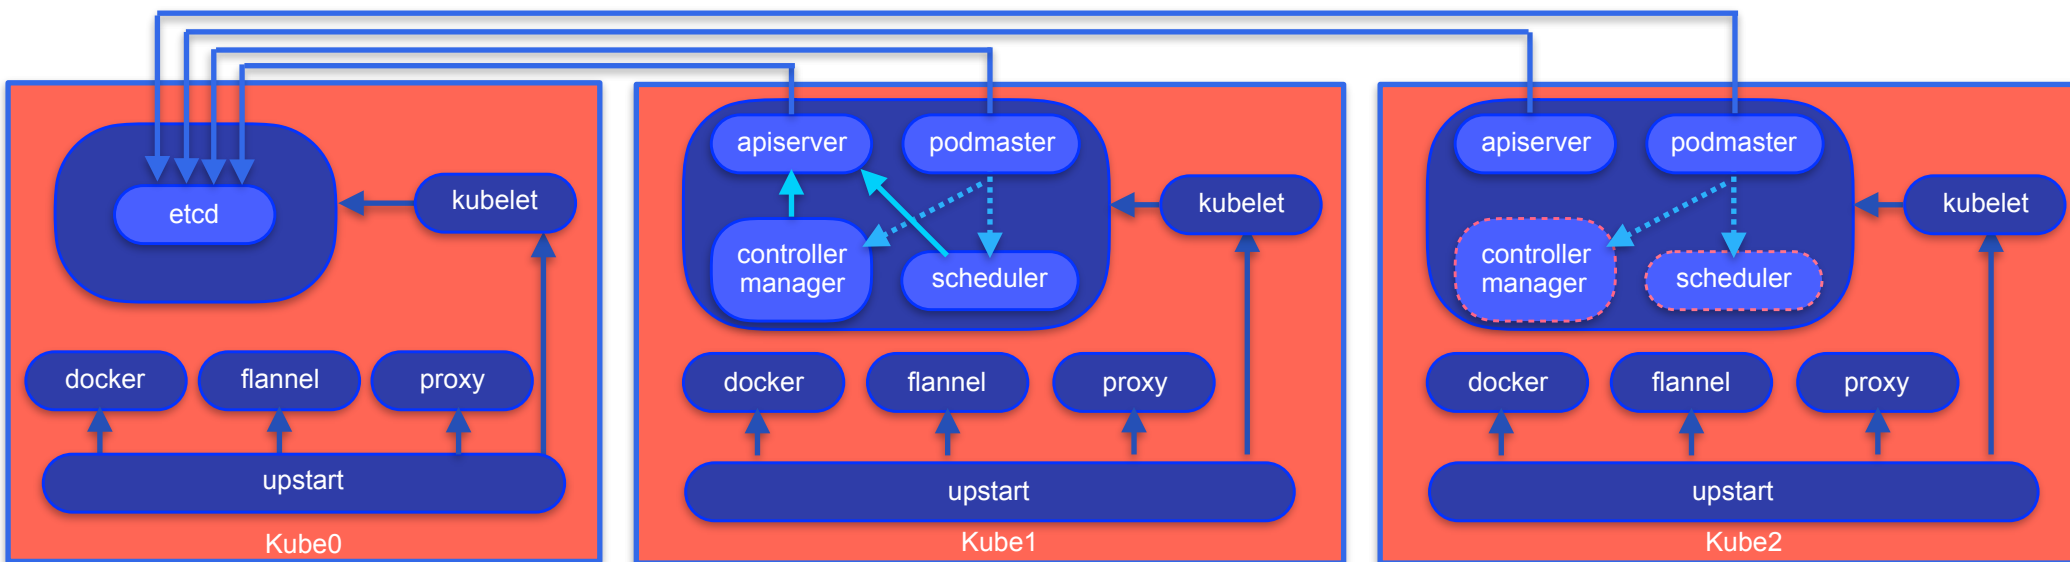 etcd
kubelet
docker
flannel
proxy
upstart
Kube0
apiserver
podmaster
controller
manager
scheduler
kubelet
docker
flannel
proxy
upstart
Kube1
apiserver
podmaster
controller
manager
scheduler
kubelet
docker
flannel
proxy
upstart
Kube2